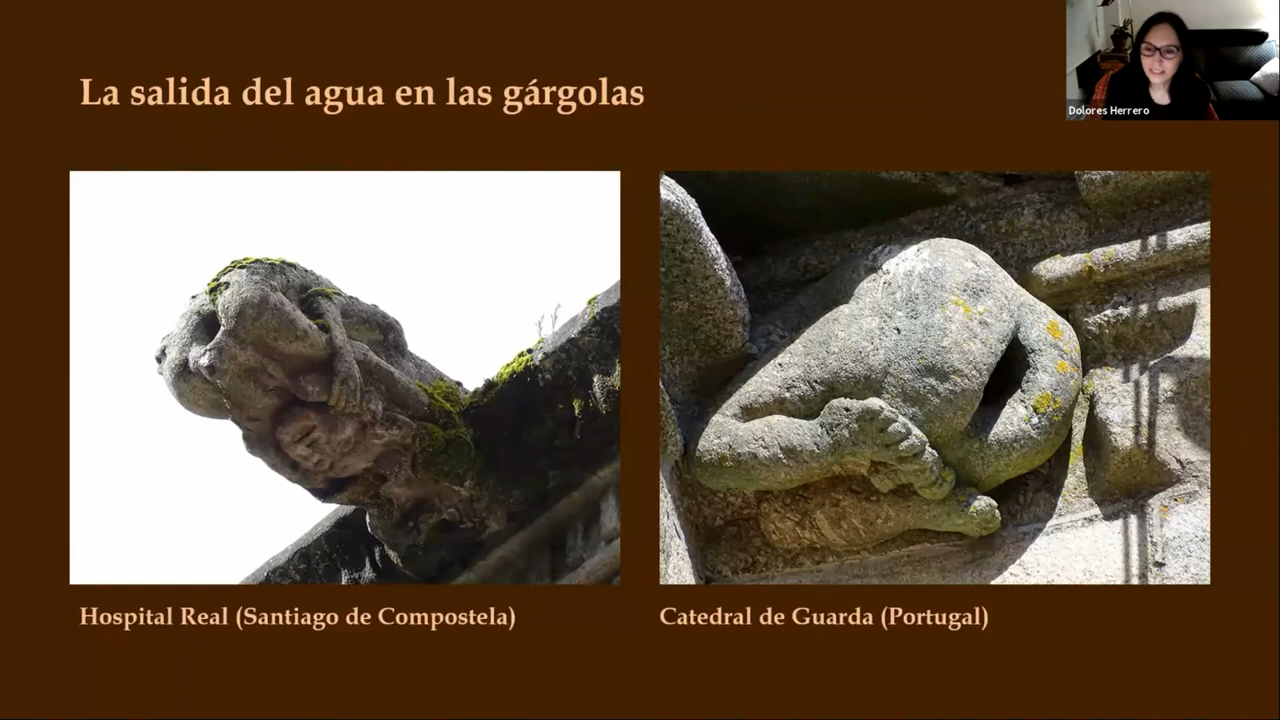 La salida del agua en las gárgolas
Dolores Herrero
Hospital Real (Santiago de Compostela)
Catedral de Guarda (Portugal)